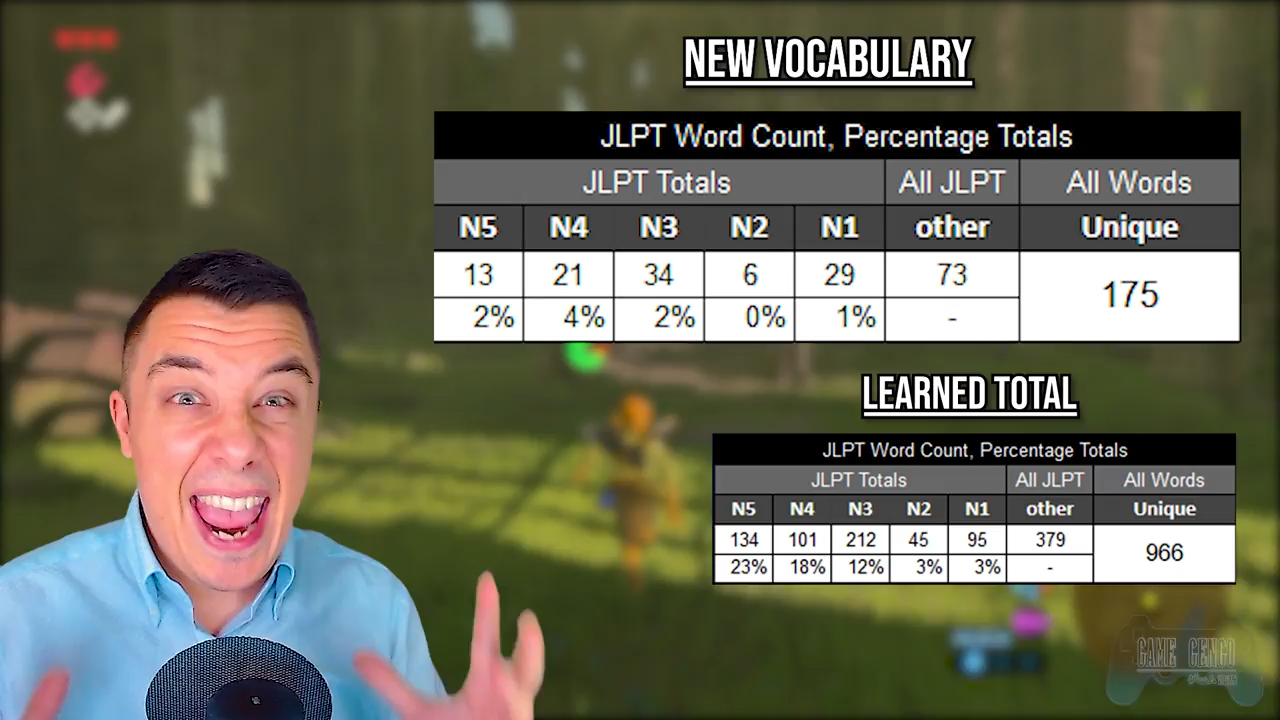 NEW VOCABULARY
JLPT Word Count, Percentage Totals
JLPT Totals All JLPT All Words
N5 N4 N3 N2 N1 other Unique
13 21 34 6 29 73 175
2% 4% 2% 0% 1% -
LEARNED TOTAL
JLPT Word Count, Percentage Totals
JLPT Totals All JLPT All Words
N5 N4 N3 N2 N1 other Unique
134 101 212 45 95 379 966
23% 18% 12% 3% 3% -
GAME GENGO